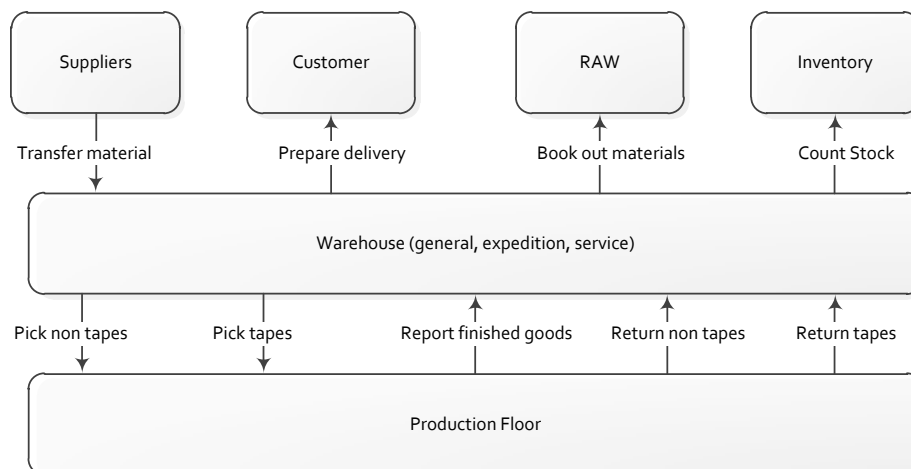 Suppliers
Customer
RAW
Inventory
Transfer material
Prepare delivery
Book out materials
Count Stock
Warehouse (general, expedition, service)
Pick non tapes
Pick tapes
Report finished goods
Return non tapes
Return tapes
Production Floor